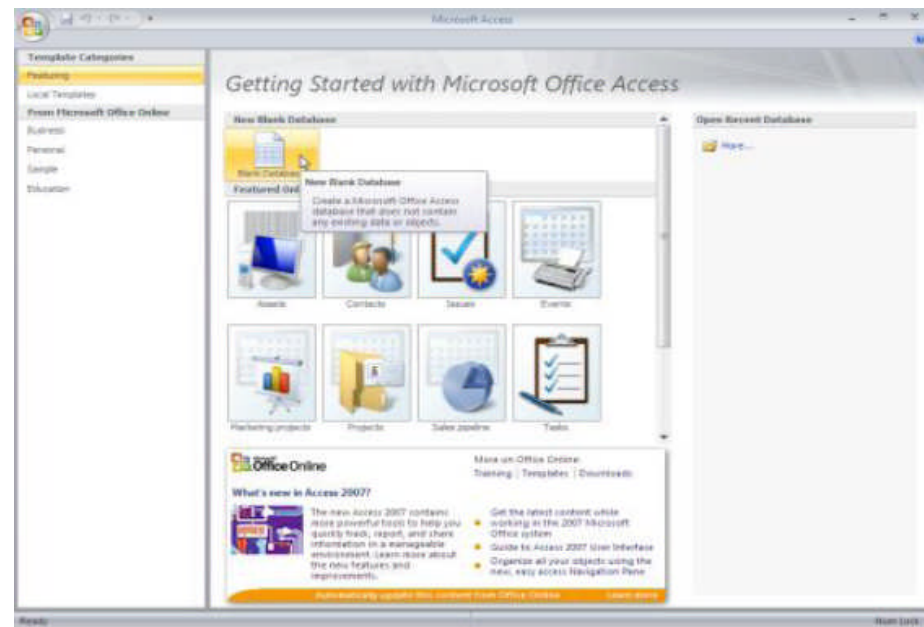 Microsoft Access
Template Categories
Featuring
Local Templates
From Microsoft Office Online
Business
Personal
Sample
Education
Getting Started with Microsoft Office Access
New Blank Database
Blank Database
New Blank Database
Create a Microsoft Office Access
database that does not contain
any existing data or objects.
Featured Onl
Assets
Contacts
Issues
Events
Marketing projects
Projects
Sales pipeline
Tasks
Open Recent Database
More...
Microsoft
Office Online
More on Office Online:
Training | Templates | Downloads
What's new in Access 2007?
The new Access 2007 contains
more powerful tools to help you
quickly track, report, and share
information in a manageable
environment. Learn more about
the new features and
improvements.
Get the latest content while
working in the 2007 Microsoft
Office system
Guide to Access 2007 User Interface
Organize all your objects using the
new, easy access Navigation Pane
Automatically update this content from Office Online
Learn more
Ready
Num Lock